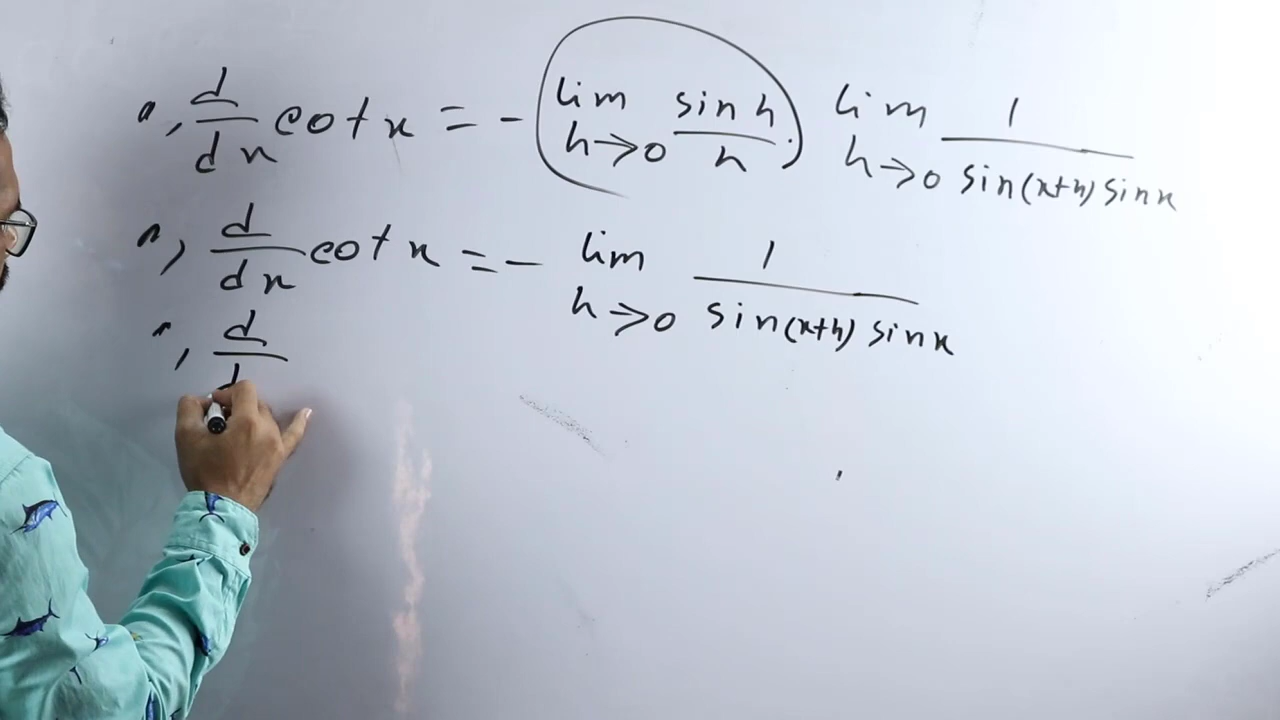 ", d/dx cot x = - lim h→0 sin h / h . lim h→0 1 / sin(x+h) sin x
", d/dx cot x = - lim h→0 1 / sin(x+h) sin x
", d/d